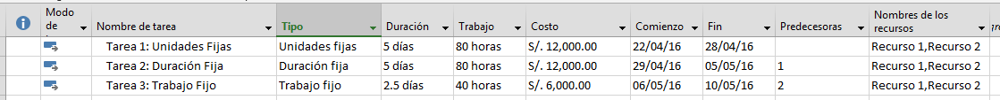 Modo de
Nombre de tarea
Tipo
Duración
Trabajo
Costo
Comienzo
Fin
Predecesoras
Nombres de los recursos
Tarea 1: Unidades Fijas Unidades fijas 5 días 80 horas S/. 12,000.00 22/04/16 28/04/16 Recurso 1,Recurso 2
Tarea 2: Duración Fija Duración fija 5 días 80 horas S/. 12,000.00 29/04/16 05/05/16 1 Recurso 1,Recurso 2
Tarea 3: Trabajo Fijo Trabajo fijo 2.5 días 40 horas S/. 6,000.00 06/05/16 10/05/16 2 Recurso 1,Recurso 2